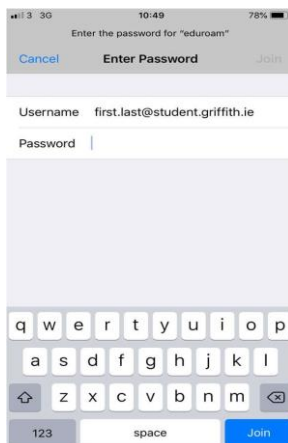 3 3G 10:49 78%
Enter the password for "eduroam"
Cancel Enter Password Join
Username first.last@student.griffith.ie
Password
q w e r t y u i o p
a s d f g h j k l
z x c v b n m
123 space Join